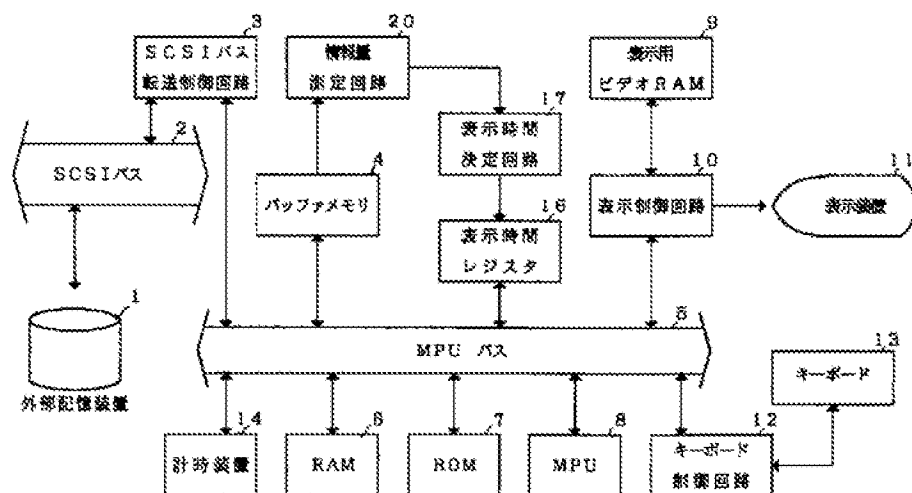 3
SCSIバス
転送制御回路
20
情報量
測定回路
9
表示用
ビデオRAM
17
表示時間
決定回路
2
SCSIバス
4
バッファメモリ
10
表示制御回路
11
表示装置
16
表示時間
レジスタ
1
外部記憶装置
5
MPU バス
13
キーボード
14
計時装置
6
RAM
7
ROM
8
MPU
12
キーボード
制御回路